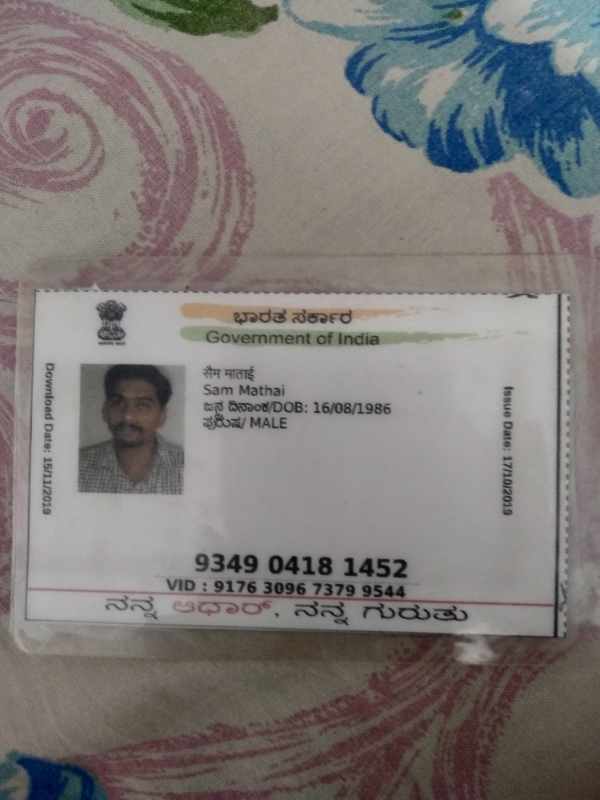 ಭಾರತ ಸರ್ಕಾರ
Government of India
सैम माताई
Sam Mathai
ಜನ್ಮ ದಿನಾಂಕ/DOB: 16/08/1986
ಪುರುಷ/ MALE
Download Date: 15/11/2019
Issue Date: 17/10/2019
9349 0418 1452
VID : 9176 3096 7379 9544
ನನ್ನ ಆಧಾರ್, ನನ್ನ ಗುರುತು